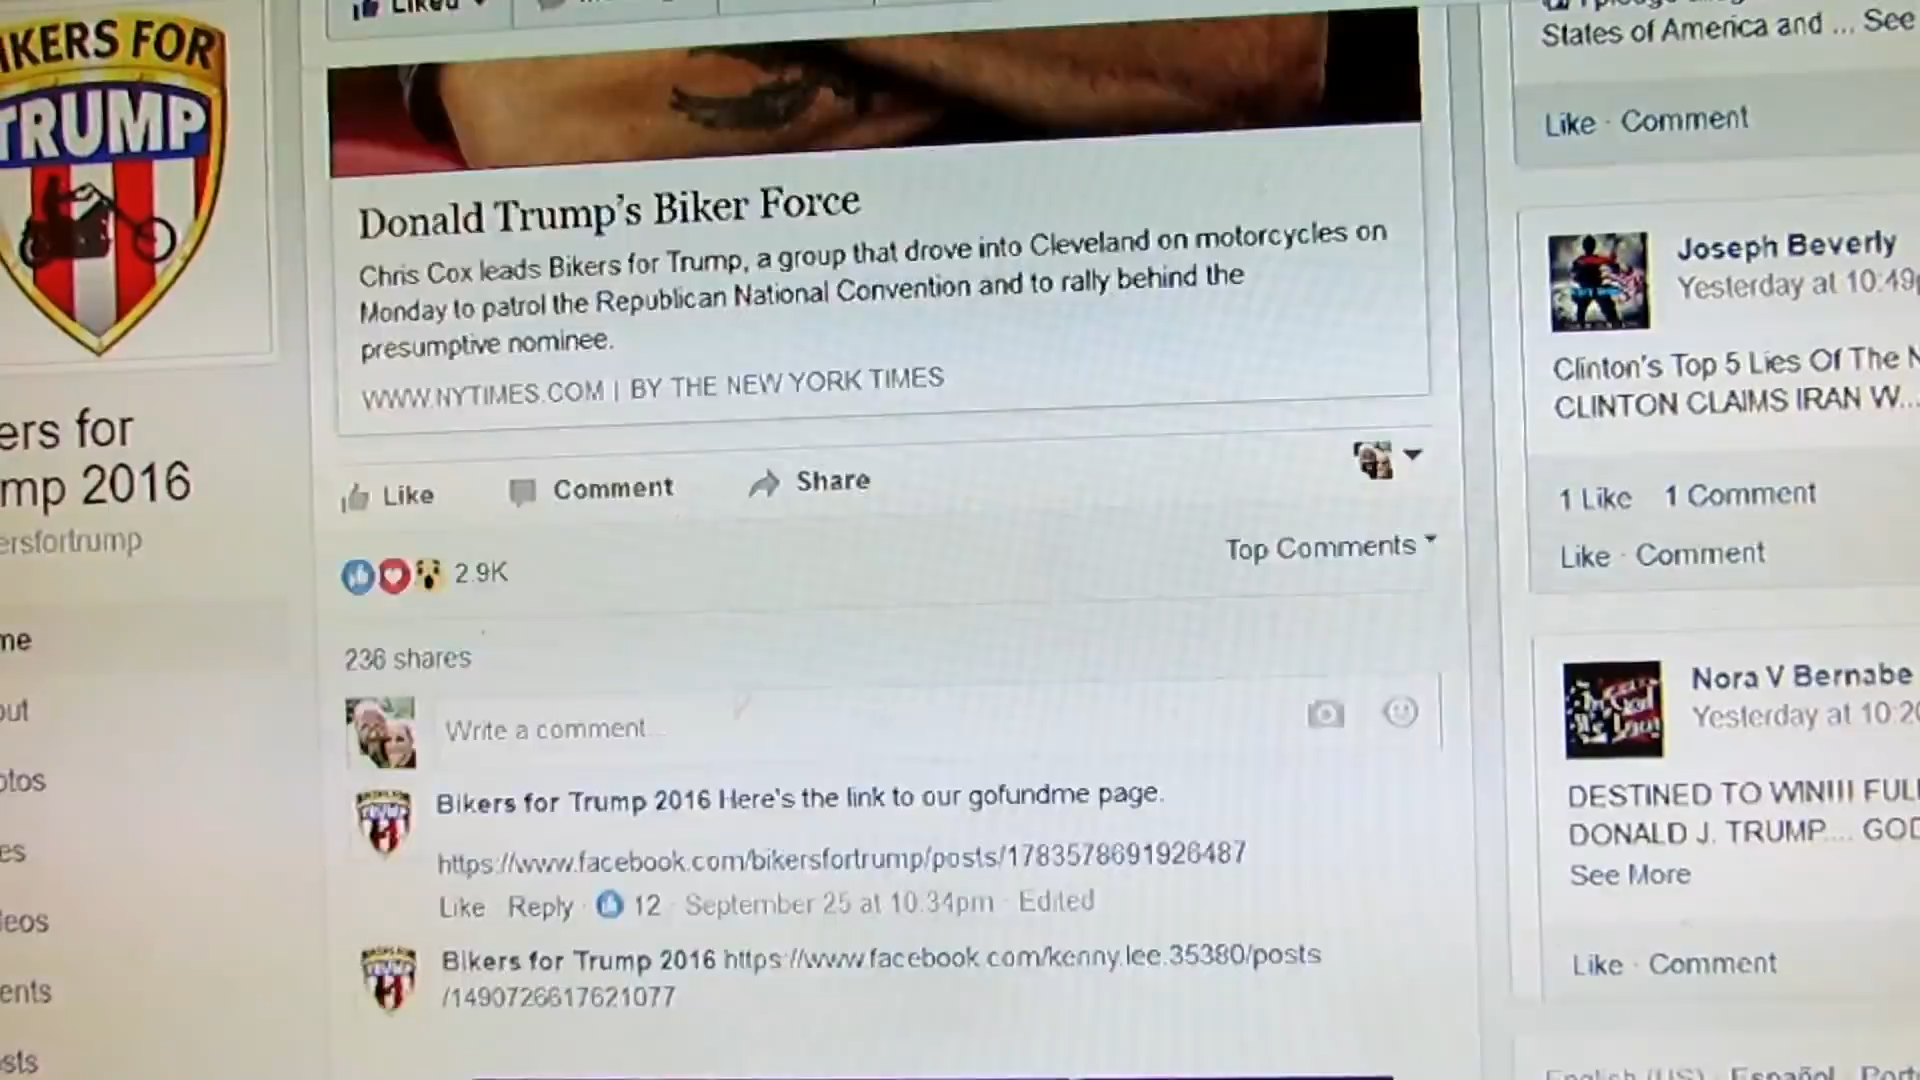 IKERS FOR
TRUMP
ers for
mp 2016
ersfortrump
me
out
otos
es
deos
ents
sts
Liked
Donald Trump's Biker Force
Chris Cox leads Bikers for Trump, a group that drove into Cleveland on motorcycles on
Monday to patrol the Republican National Convention and to rally behind the
presumptive nominee.
WWW.NYTIMES.COM | BY THE NEW YORK TIMES
Like Comment Share
Top Comments
2.9K
236 shares
Write a comment...
Bikers for Trump 2016 Here's the link to our gofundme page.
https://www.facebook.com/bikersfortrump/posts/1783578691926487
Like · Reply · 12 · September 25 at 10:34pm · Edited
Bikers for Trump 2016 https://www.facebook.com/kenny.lee.35380/posts
/1490726617621077
States of America and ... See
Like · Comment
Joseph Beverly
Yesterday at 10:49p
Clinton's Top 5 Lies Of The N
CLINTON CLAIMS IRAN W...
1 Like 1 Comment
Like · Comment
Nora V Bernabe
Yesterday at 10:20
DESTINED TO WIN!!! FULL
DONALD J. TRUMP.... GOD
See More
Like · Comment
English (US) · Español · Port